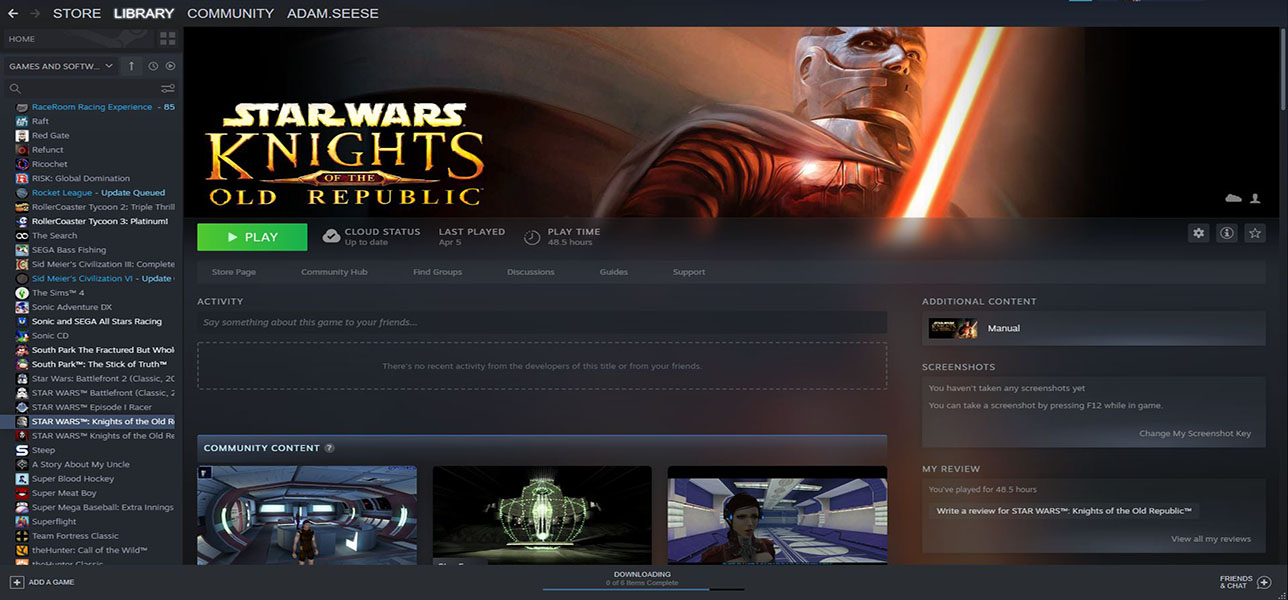 STORE LIBRARY COMMUNITY ADAM.SEESE
HOME
GAMES AND SOFTW...
RaceRoom Racing Experience - 85
Raft
Red Gate
Refunct
Ricochet
RISK: Global Domination
Rocket League - Update Queued
RollerCoaster Tycoon 2: Triple Thrill
RollerCoaster Tycoon 3: Platinum!
The Search
SEGA Bass Fishing
Sid Meier's Civilization III: Complete
Sid Meier's Civilization VI - Update
The Sims™ 4
Sonic Adventure DX
Sonic and SEGA All Stars Racing
Sonic CD
South Park The Fractured But Whole
South Park™: The Stick of Truth™
Star Wars: Battlefront 2 (Classic, 20
STAR WARS™ Battlefront (Classic, 2
STAR WARS™ Episode I Racer
STAR WARS™: Knights of the Old R
STAR WARS™ Knights of the Old Re
Steep
A Story About My Uncle
Super Blood Hockey
Super Meat Boy
Super Mega Baseball: Extra Innings
Superflight
Team Fortress Classic
theHunter: Call of the Wild™
theHunter Classic
ADD A GAME
STAR WARS
KNIGHTS
OF THE
OLD REPUBLIC
PLAY
CLOUD STATUS
Up to date
LAST PLAYED
Apr 5
PLAY TIME
48.5 hours
Store Page Community Hub Find Groups Discussions Guides Support
ACTIVITY
Say something about this game to your friends...
There's no recent activity from the developers of this title or from your friends.
COMMUNITY CONTENT ?
ADDITIONAL CONTENT
Manual
SCREENSHOTS
You haven't taken any screenshots yet
You can take a screenshot by pressing F12 while in game.
Change My Screenshot Key
MY REVIEW
You've played for 48.5 hours
Write a review for STAR WARS™: Knights of the Old Republic™
View all my reviews
DOWNLOADING
0 of 6 Items Complete
FRIENDS
& CHAT